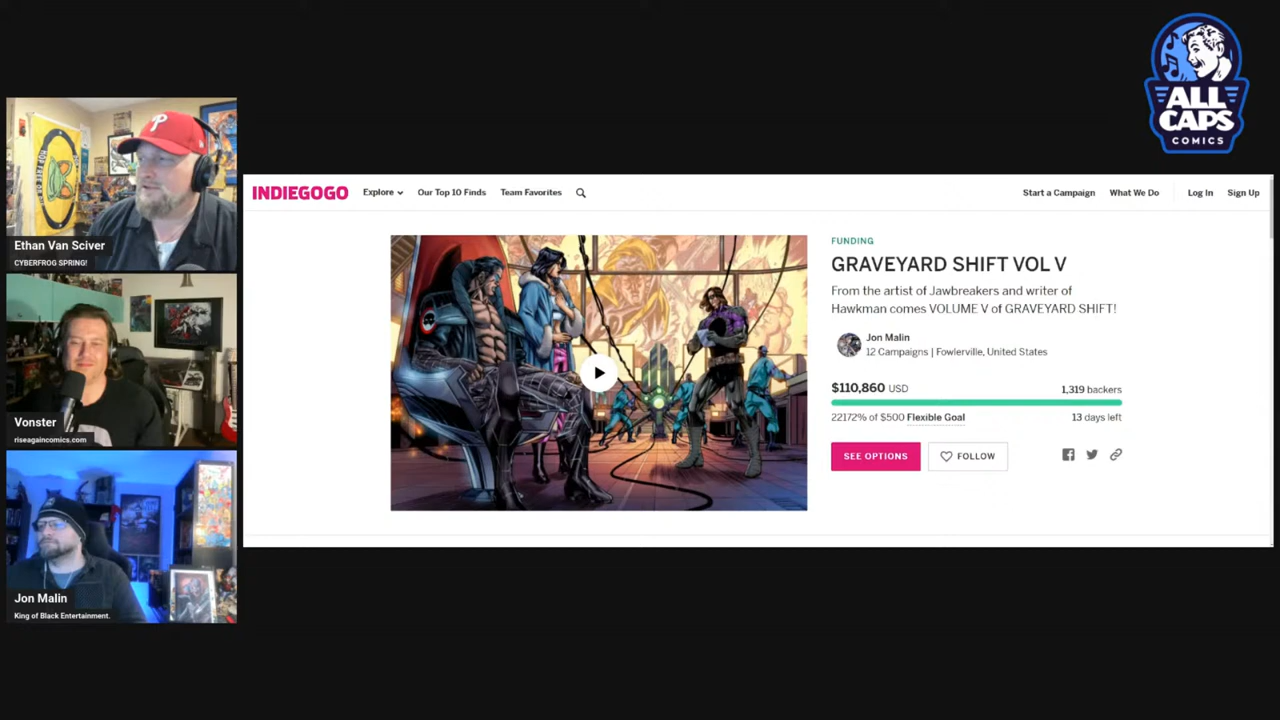 ALL
CAPS
COMICS
Ethan Van Sciver
CYBERFROG SPRING!
Vonster
riseagaincomics.com
Jon Malin
King of Black Entertainment.
INDIEGOGO
Explore
Our Top 10 Finds
Team Favorites
Start a Campaign
What We Do
Log In
Sign Up
FUNDING
GRAVEYARD SHIFT VOL V
From the artist of Jawbreakers and writer of
Hawkman comes VOLUME V of GRAVEYARD SHIFT!
Jon Malin
12 Campaigns | Fowlerville, United States
$110,860 USD
1,319 backers
22172% of $500 Flexible Goal
13 days left
SEE OPTIONS
FOLLOW